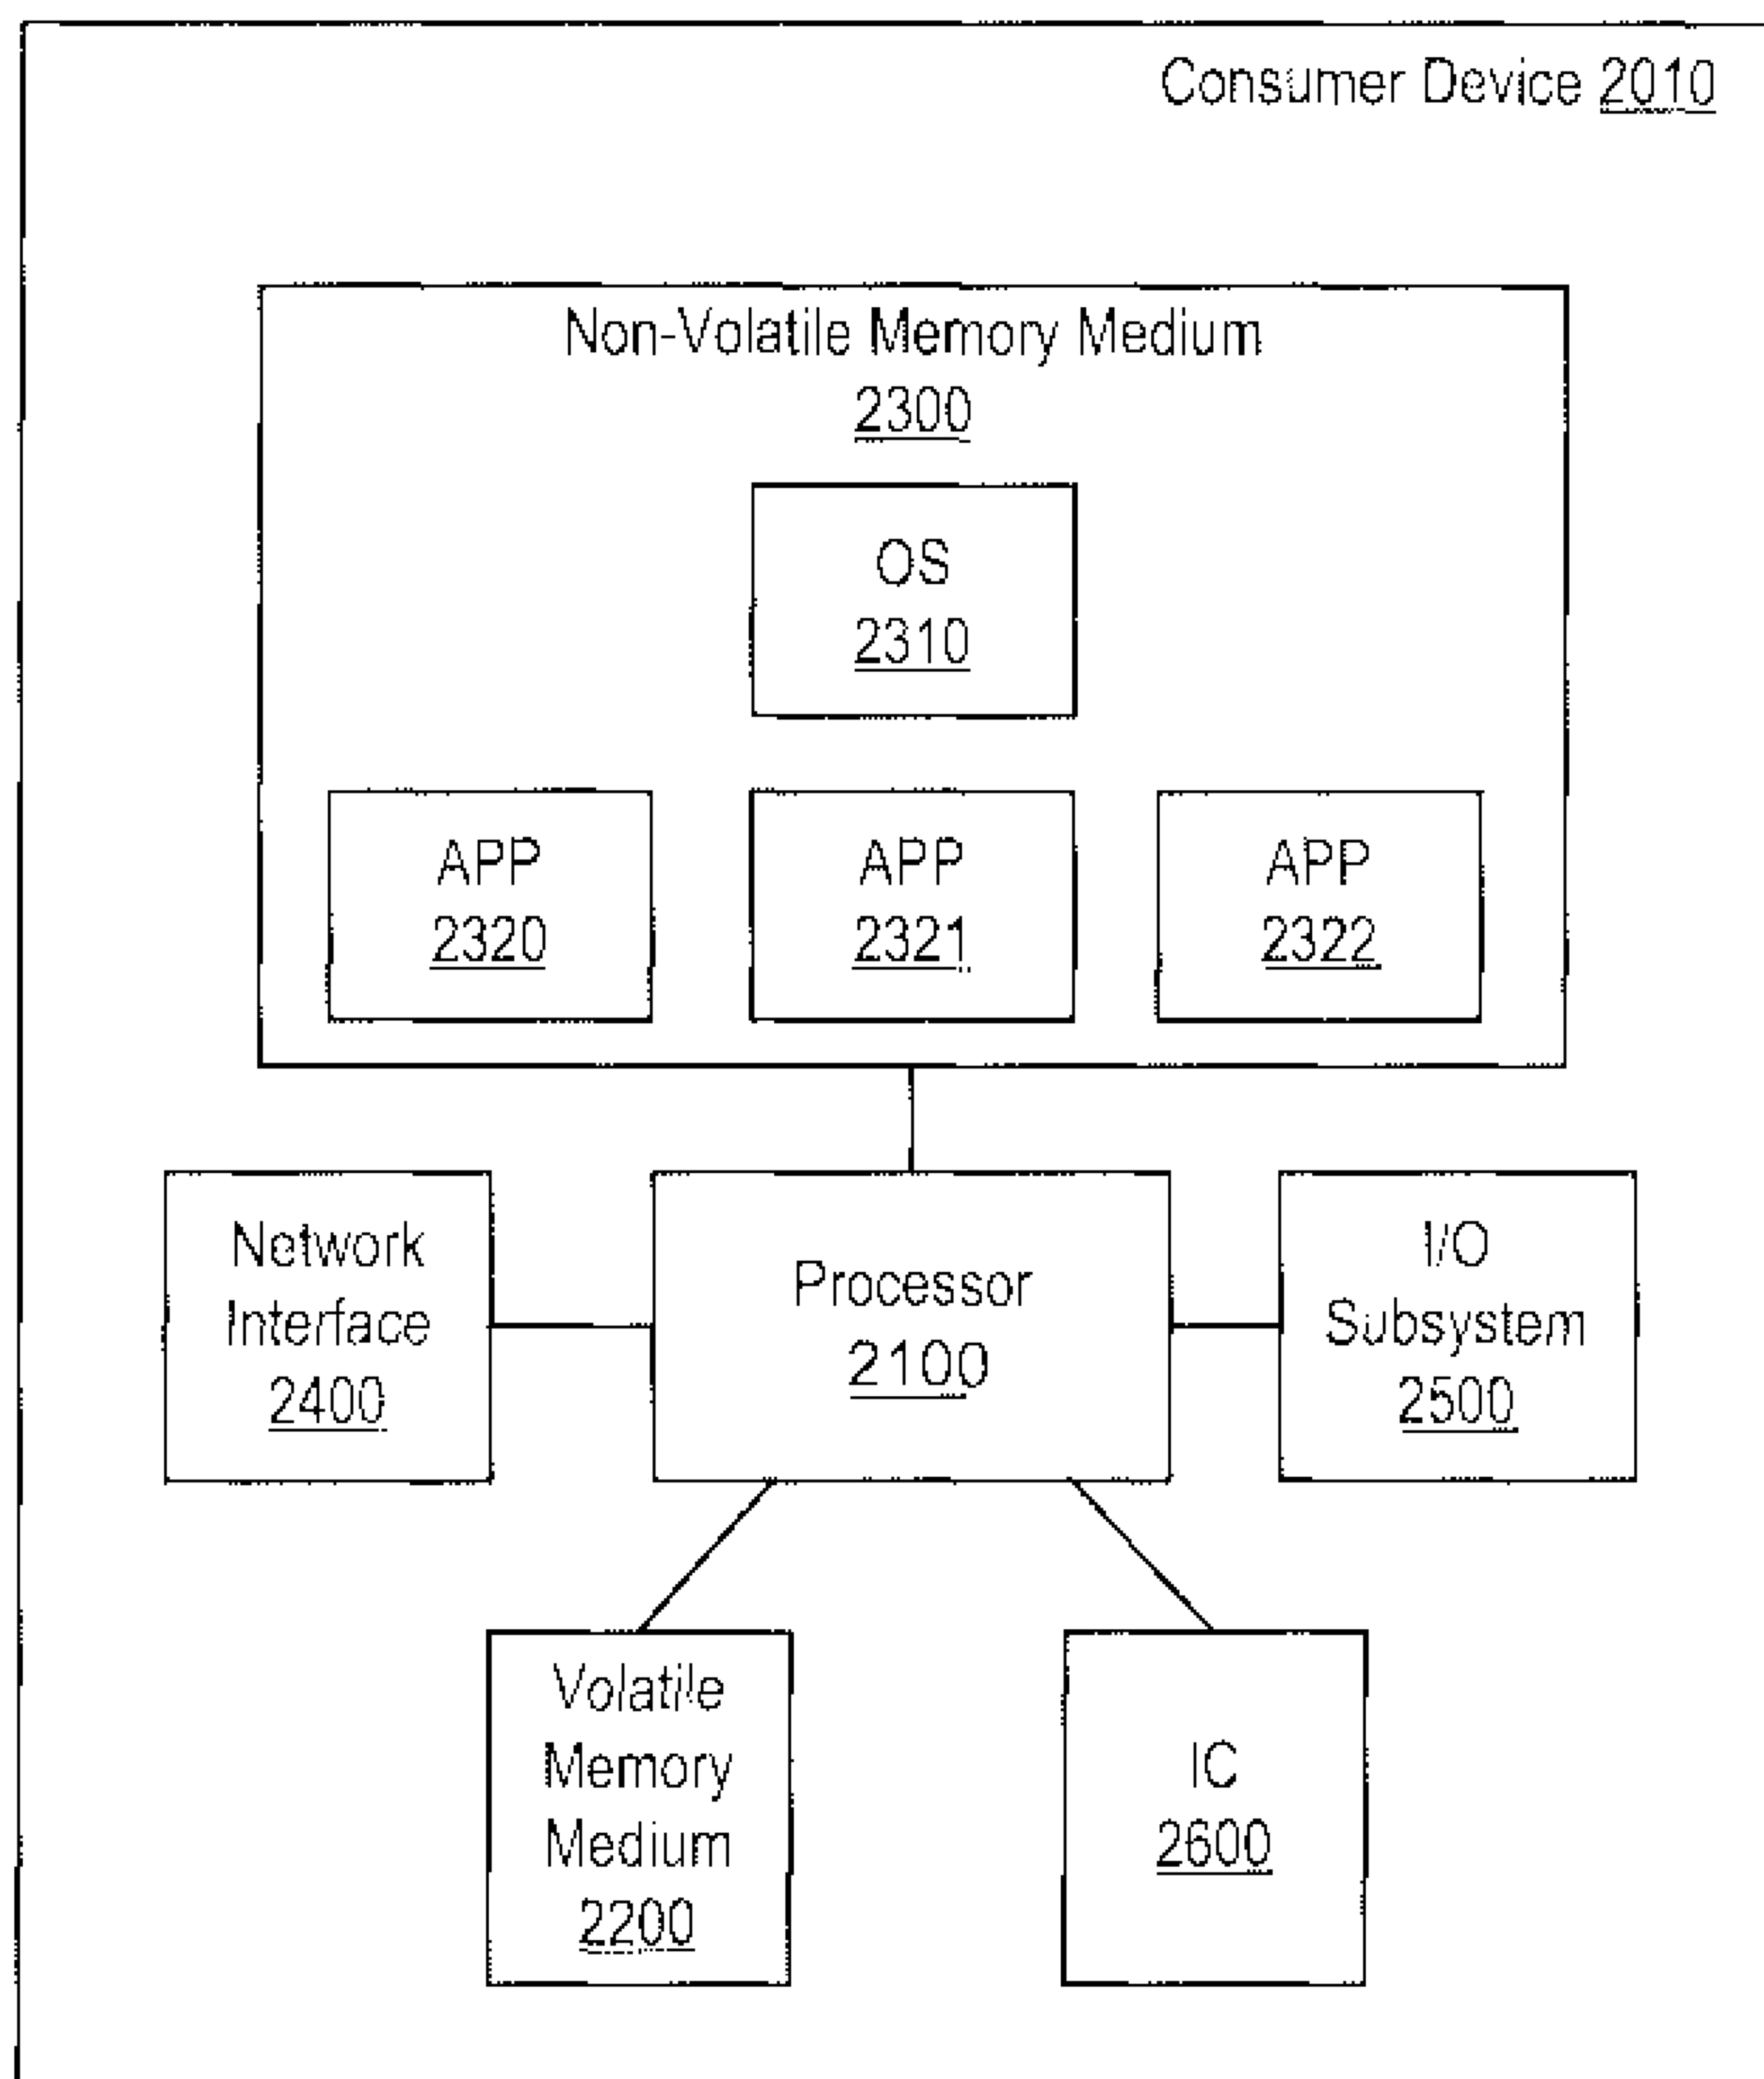 Consumer Device 2010
Non-Volatile Memory Medium
2300
OS
2310
APP
2320
APP
2321
APP
2322
Network
Interface
2400
Processor
2100
I/O
Subsystem
2500
Volatile
Memory
Medium
2200
IC
2600